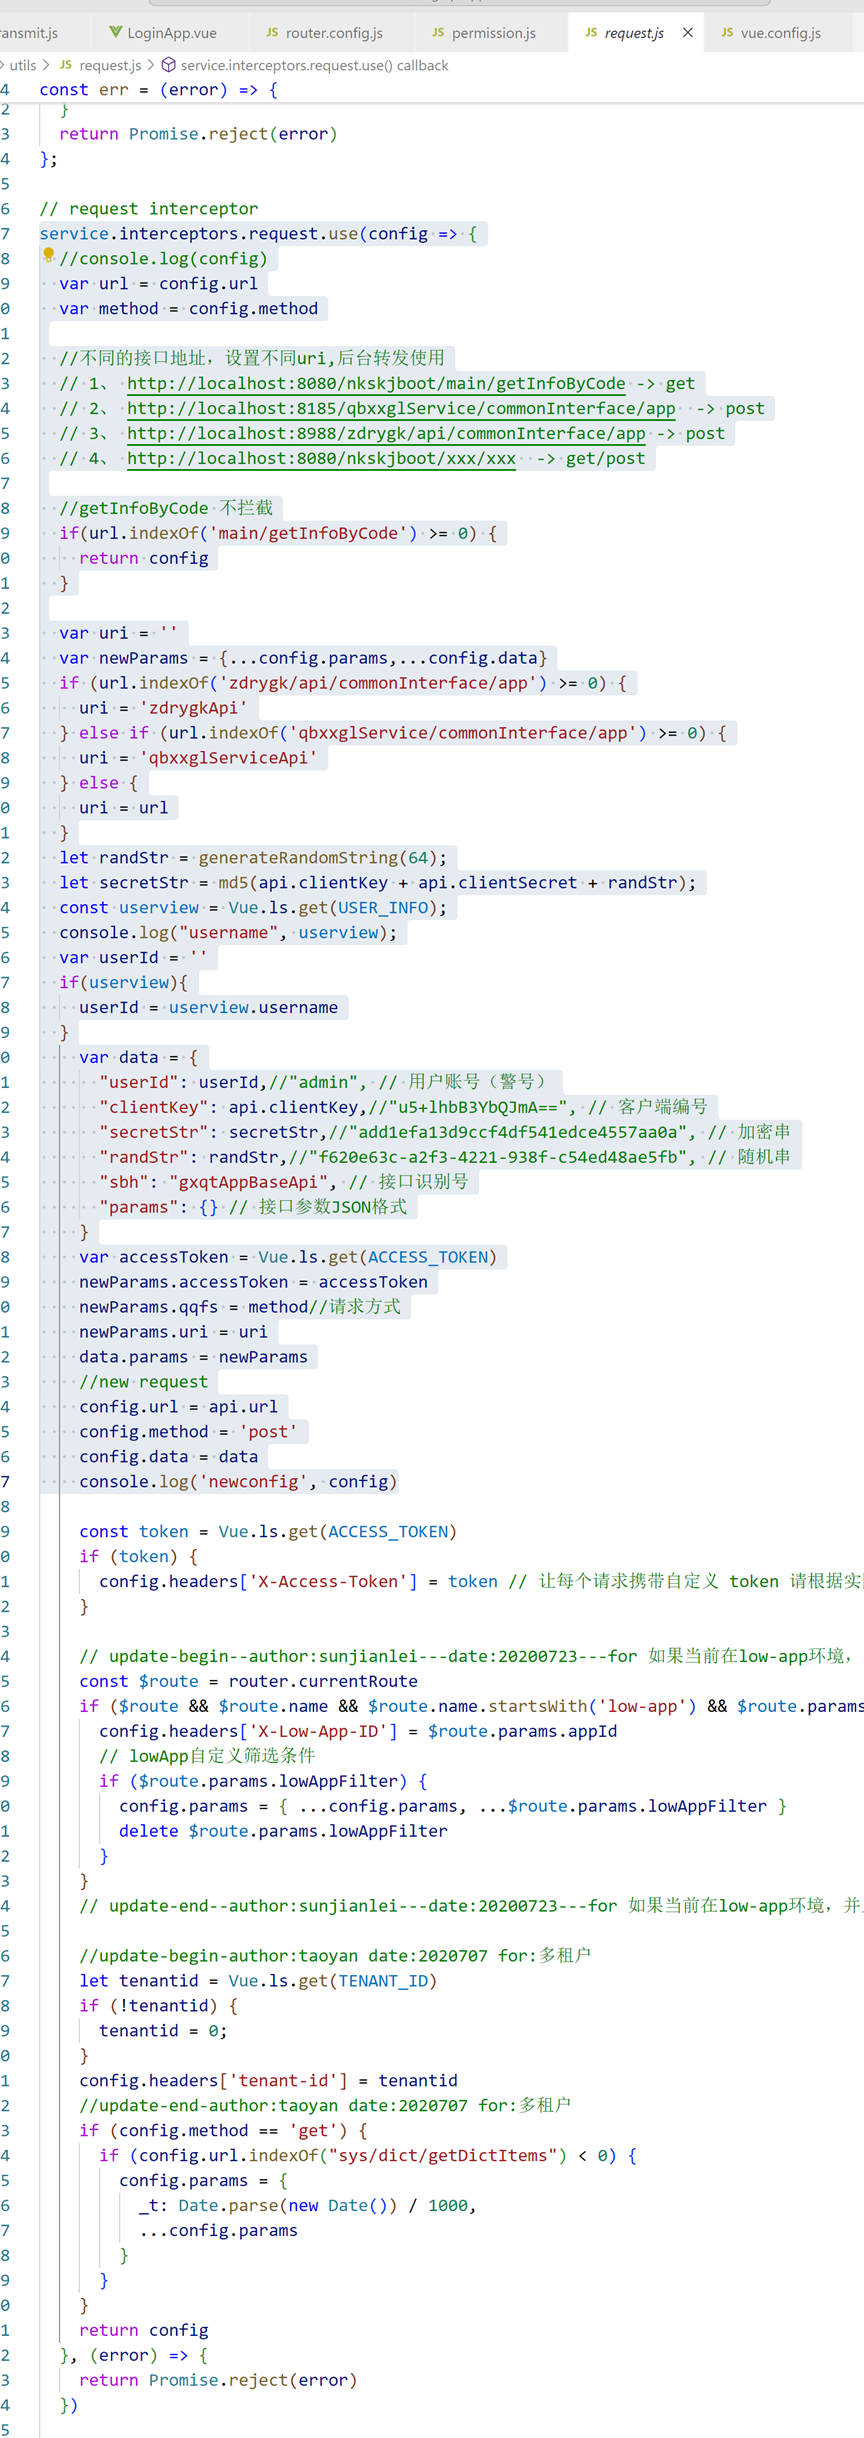 ansmit.js LoginApp.vue JS router.config.js JS permission.js JS request.js × JS vue.config.js
> utils > JS request.js > service.interceptors.request.use() callback
4 const err = (error) => {
2 }
3 return Promise.reject(error)
4 };
5
6 // request interceptor
7 service.interceptors.request.use(config => {
8 //console.log(config)
9 var url = config.url
0 var method = config.method
1
2 //不同的接口地址，设置不同uri,后台转发使用
3 // 1、 http://localhost:8080/nkskjboot/main/getInfoByCode -> get
4 // 2、 http://localhost:8185/qbxxglService/commonInterface/app -> post
5 // 3、 http://localhost:8988/zdrygk/api/commonInterface/app -> post
6 // 4、 http://localhost:8080/nkskjboot/xxx/xxx -> get/post
7
8 //getInfoByCode 不拦截
9 if(url.indexOf('main/getInfoByCode') >= 0) {
0 return config
1 }
2
3 var uri = ''
4 var newParams = {...config.params,...config.data}
5 if (url.indexOf('zdrygk/api/commonInterface/app') >= 0) {
6 uri = 'zdrygkApi'
7 } else if (url.indexOf('qbxxglService/commonInterface/app') >= 0) {
8 uri = 'qbxxglServiceApi'
9 } else {
0 uri = url
1 }
2 let randStr = generateRandomString(64);
3 let secretStr = md5(api.clientKey + api.clientSecret + randStr);
4 const userview = Vue.ls.get(USER_INFO);
5 console.log("username", userview);
6 var userId = ''
7 if(userview){
8 userId = userview.username
9 }
0 var data = {
1 "userId": userId,//"admin", // 用户账号（警号）
2 "clientKey": api.clientKey,//"u5+lhbB3YbQJmA==", // 客户端编号
3 "secretStr": secretStr,//"add1efa13d9ccf4df541edce4557aa0a", // 加密串
4 "randStr": randStr,//"f620e63c-a2f3-4221-938f-c54ed48ae5fb", // 随机串
5 "sbh": "gxqtAppBaseApi", // 接口识别号
6 "params": {} // 接口参数JSON格式
7 }
8 var accessToken = Vue.ls.get(ACCESS_TOKEN)
9 newParams.accessToken = accessToken
0 newParams.qqfs = method//请求方式
1 newParams.uri = uri
2 data.params = newParams
3 //new request
4 config.url = api.url
5 config.method = 'post'
6 config.data = data
7 console.log('newconfig', config)
8
9 const token = Vue.ls.get(ACCESS_TOKEN)
0 if (token) {
1 config.headers['X-Access-Token'] = token // 让每个请求携带自定义 token 请根据实
2 }
3
4 // update-begin--author:sunjianlei---date:20200723---for 如果当前在low-app环境，
5 const $route = router.currentRoute
6 if ($route && $route.name && $route.name.startsWith('low-app') && $route.params
7 config.headers['X-Low-App-ID'] = $route.params.appId
8 // lowApp自定义筛选条件
9 if ($route.params.lowAppFilter) {
0 config.params = { ...config.params, ...$route.params.lowAppFilter }
1 delete $route.params.lowAppFilter
2 }
3 }
4 // update-end--author:sunjianlei---date:20200723---for 如果当前在low-app环境，并
5
6 //update-begin-author:taoyan date:2020707 for:多租户
7 let tenantid = Vue.ls.get(TENANT_ID)
8 if (!tenantid) {
9 tenantid = 0;
0 }
1 config.headers['tenant-id'] = tenantid
2 //update-end-author:taoyan date:2020707 for:多租户
3 if (config.method == 'get') {
4 if (config.url.indexOf("sys/dict/getDictItems") < 0) {
5 config.params = {
6 _t: Date.parse(new Date()) / 1000,
7 ...config.params
8 }
9 }
0 }
1 return config
2 }, (error) => {
3 return Promise.reject(error)
4 })
5